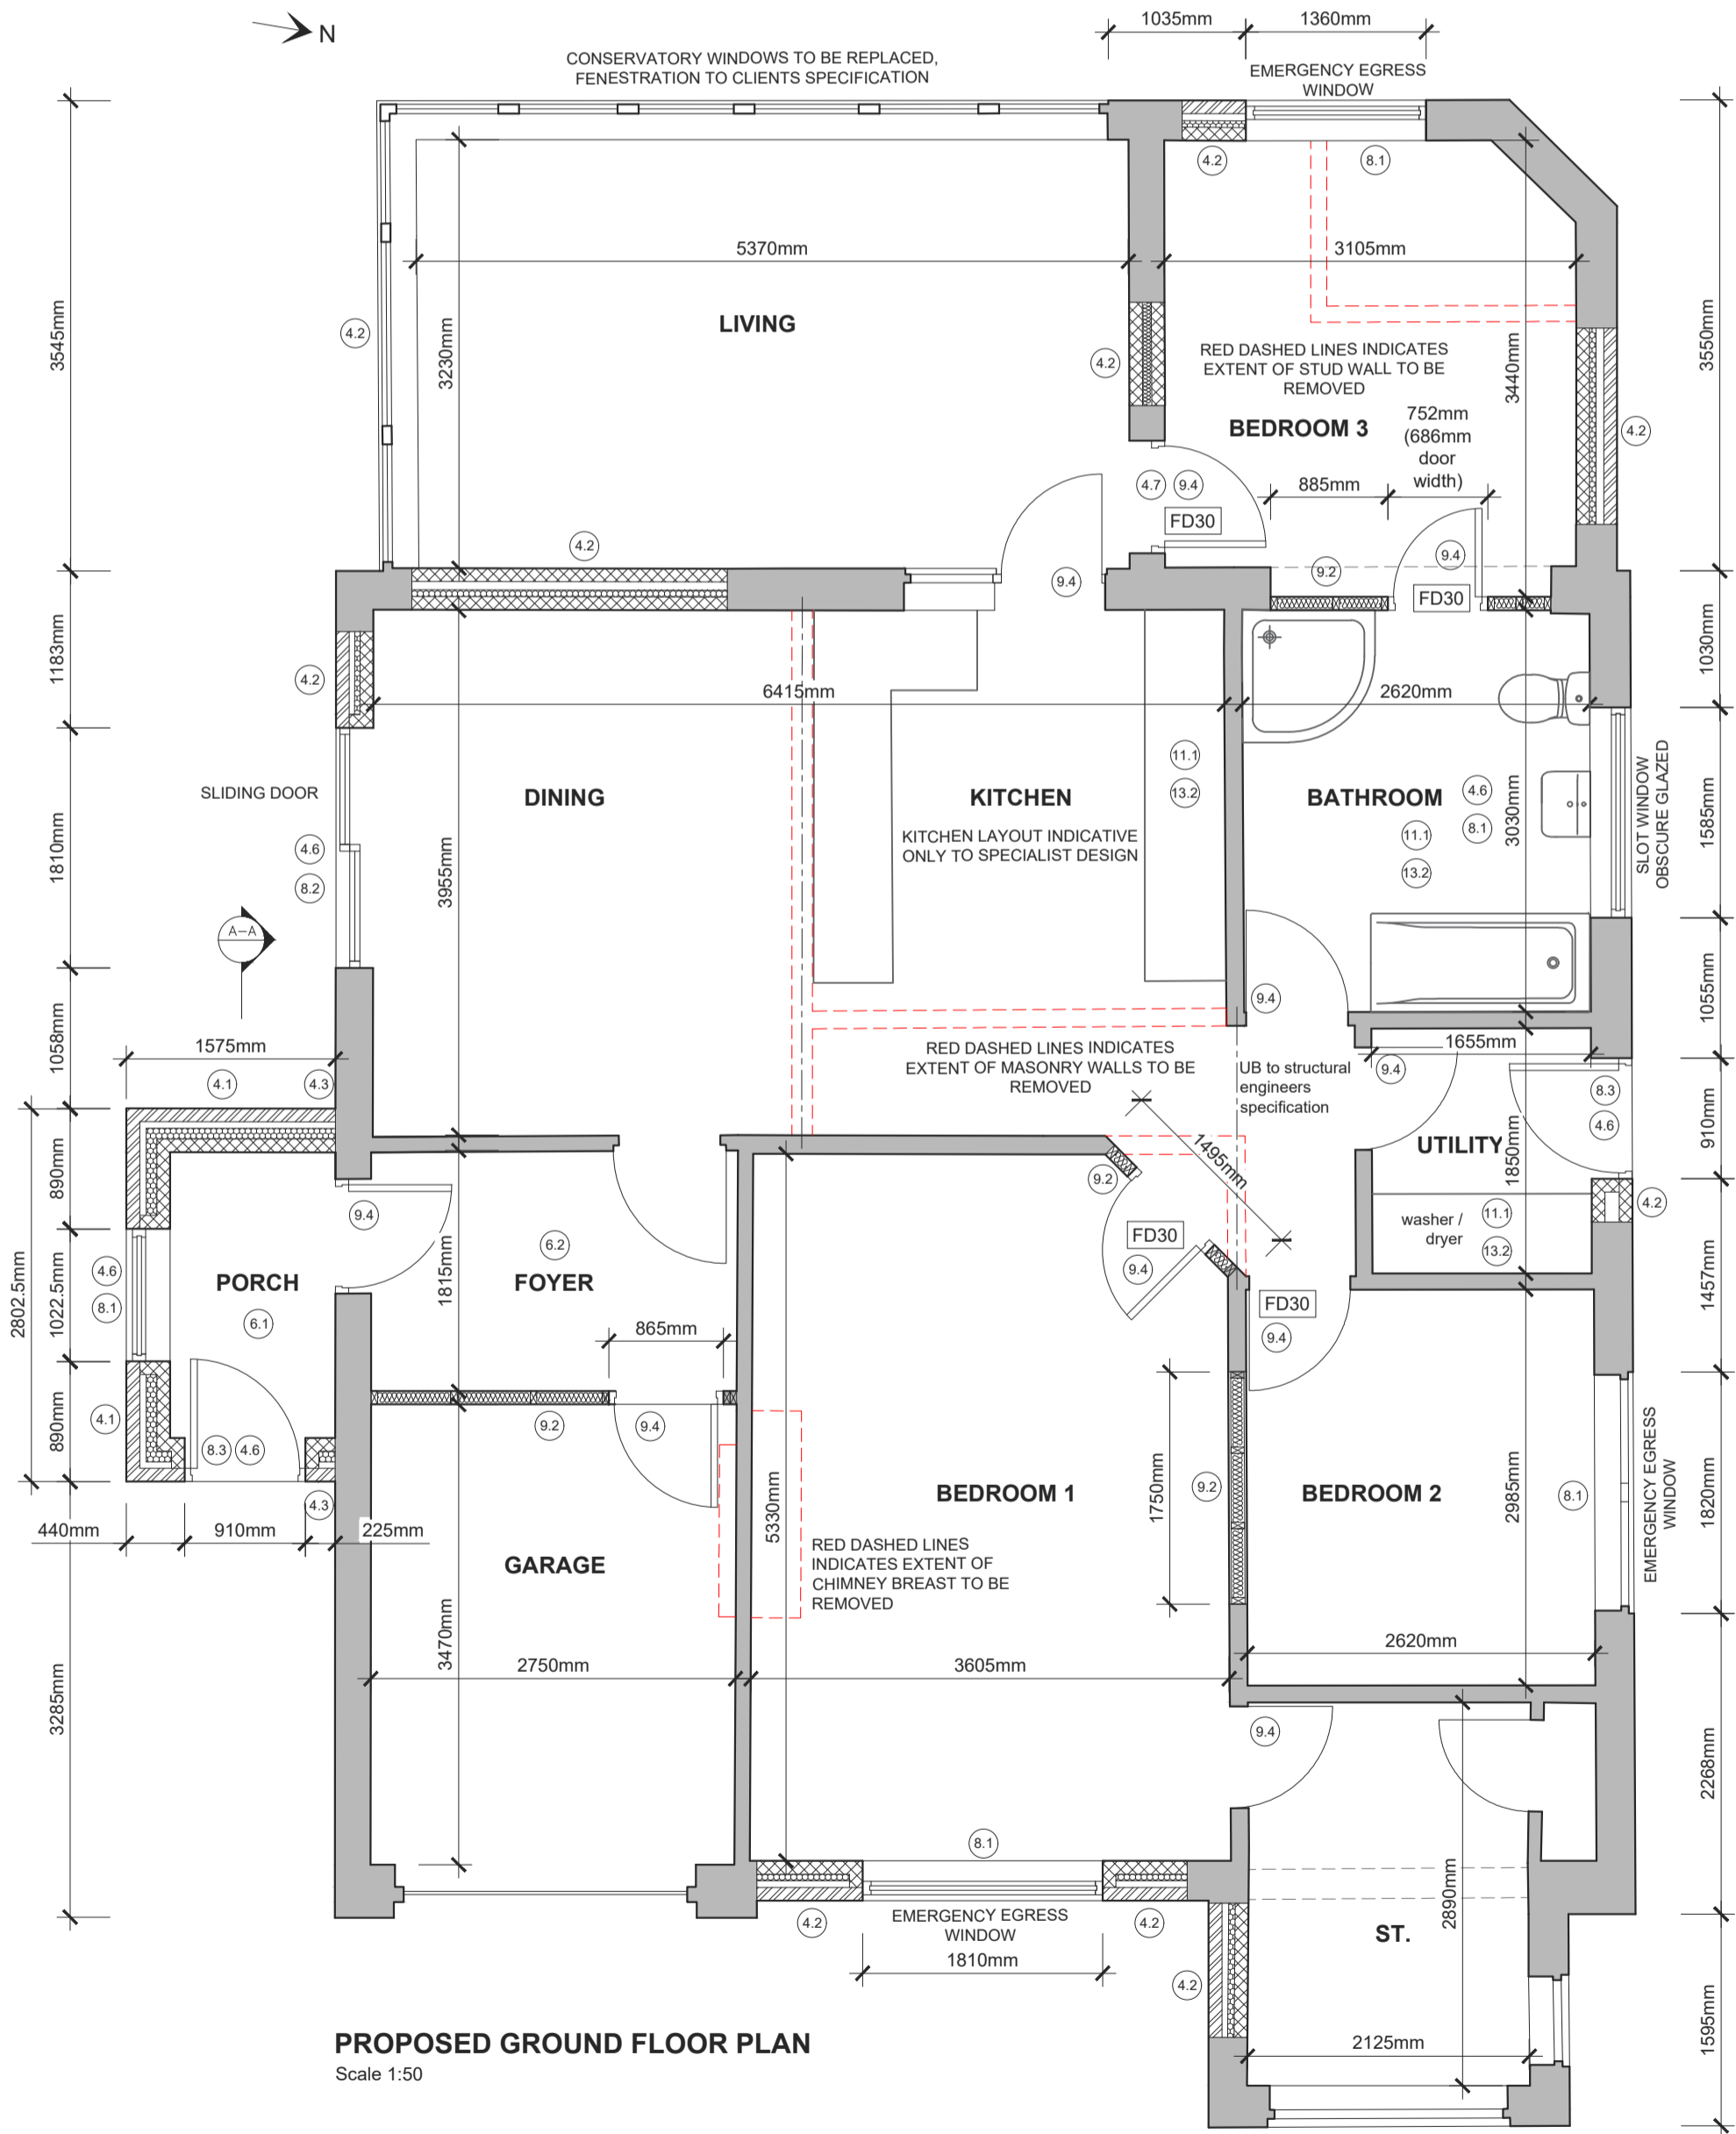 N
1035mm
1360mm
CONSERVATORY WINDOWS TO BE REPLACED,
FENESTRATION TO CLIENTS SPECIFICATION
EMERGENCY EGRESS
WINDOW
4.2
8.1
5370mm
3105mm
3545mm
3230mm
LIVING
4.2
4.2
RED DASHED LINES INDICATES
EXTENT OF STUD WALL TO BE
REMOVED
3440mm
3550mm
BEDROOM 3
752mm
(686mm
door
width)
4.2
885mm
4.7
9.4
FD30
4.2
9.4
9.2
9.4
FD30
1183mm
4.2
6415mm
2620mm
1030mm
SLIDING DOOR
DINING
KITCHEN
KITCHEN LAYOUT INDICATIVE
ONLY TO SPECIALIST DESIGN
11.1
13.2
BATHROOM
4.6
8.1
11.1
13.2
3030mm
SLOT WINDOW
OBSCURE GLAZED
1585mm
1810mm
4.6
8.2
3955mm
A-A
9.4
1058mm
1055mm
1575mm
4.1
4.3
RED DASHED LINES INDICATES
EXTENT OF MASONRY WALLS TO BE
REMOVED
UB to structural
engineers
specification
1655mm
9.4
8.3
4.6
910mm
UTILITY
1850mm
1495mm
9.2
890mm
9.4
6.2
FD30
9.4
washer /
dryer
11.1
13.2
4.2
2802.5mm
1022.5mm
4.6
8.1
PORCH
6.1
1815mm
FOYER
865mm
FD30
9.4
1457mm
890mm
4.1
8.3
4.6
9.2
9.4
4.3
440mm
910mm
225mm
GARAGE
5330mm
BEDROOM 1
1750mm
9.2
BEDROOM 2
2985mm
8.1
EMERGENCY EGRESS
WINDOW
1820mm
RED DASHED LINES
INDICATES EXTENT OF
CHIMNEY BREAST TO BE
REMOVED
3470mm
2750mm
3605mm
2620mm
3285mm
9.4
2268mm
8.1
4.2
EMERGENCY EGRESS
WINDOW
4.2
1810mm
4.2
2890mm
ST.
2125mm
1595mm
PROPOSED GROUND FLOOR PLAN
Scale 1:50